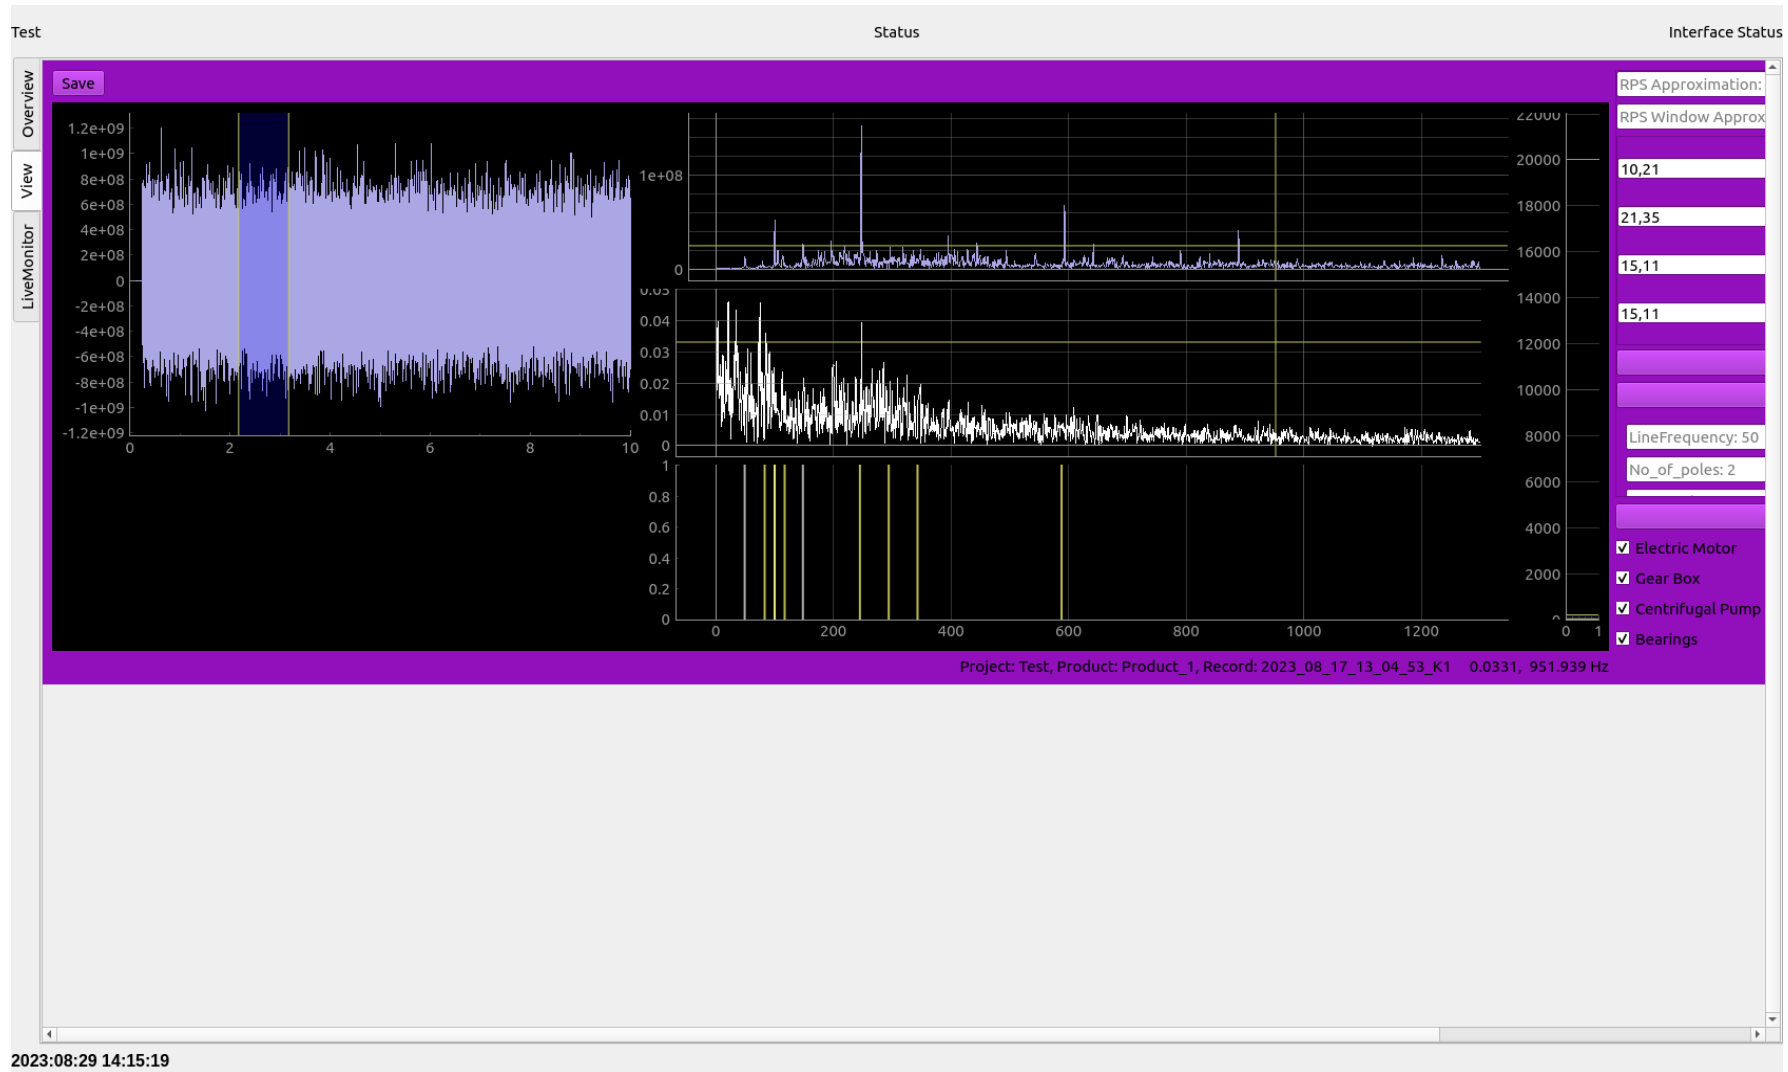 Test Status Interface Status
Overview
View
LiveMonitor
Save
1.2e+09
1e+09
8e+08
6e+08
4e+08
2e+08
0
-2e+08
-4e+08
-6e+08
-8e+08
-1e+09
-1.2e+09
0 2 4 6 8 10
1e+08
0
0.05
0.04
0.03
0.02
0.01
0
1
0.8
0.6
0.4
0.2
0
0 200 400 600 800 1000 1200
22000
20000
18000
16000
14000
12000
10000
8000
6000
4000
2000
0
0 1
RPS Approximation:
RPS Window Approx
10,21
21,35
15,11
15,11
LineFrequency: 50
No_of_poles: 2
Electric Motor
Gear Box
Centrifugal Pump
Bearings
Project: Test, Product: Product_1, Record: 2023_08_17_13_04_53_K1 0.0331, 951.939 Hz
2023:08:29 14:15:19